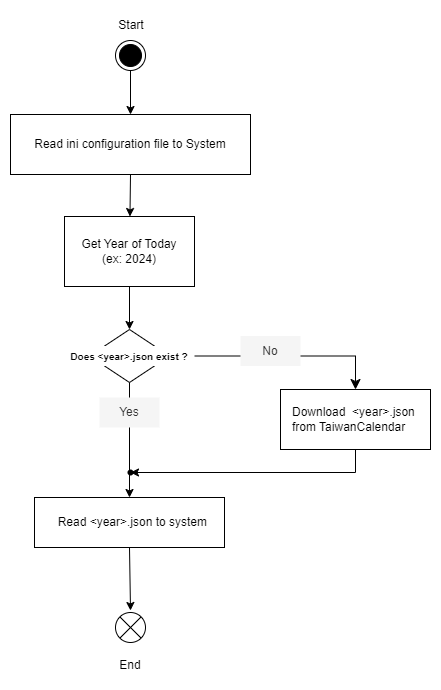 Start
Read ini configuration file to System
Get Year of Today
(ex: 2024)
Does <year>.json exist ?
No
Yes
Download <year>.json
from TaiwanCalendar
Read <year>.json to system
End